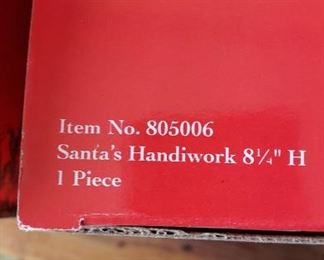 Item No. 805006
Santa's Handiwork 8¼" H
1 Piece